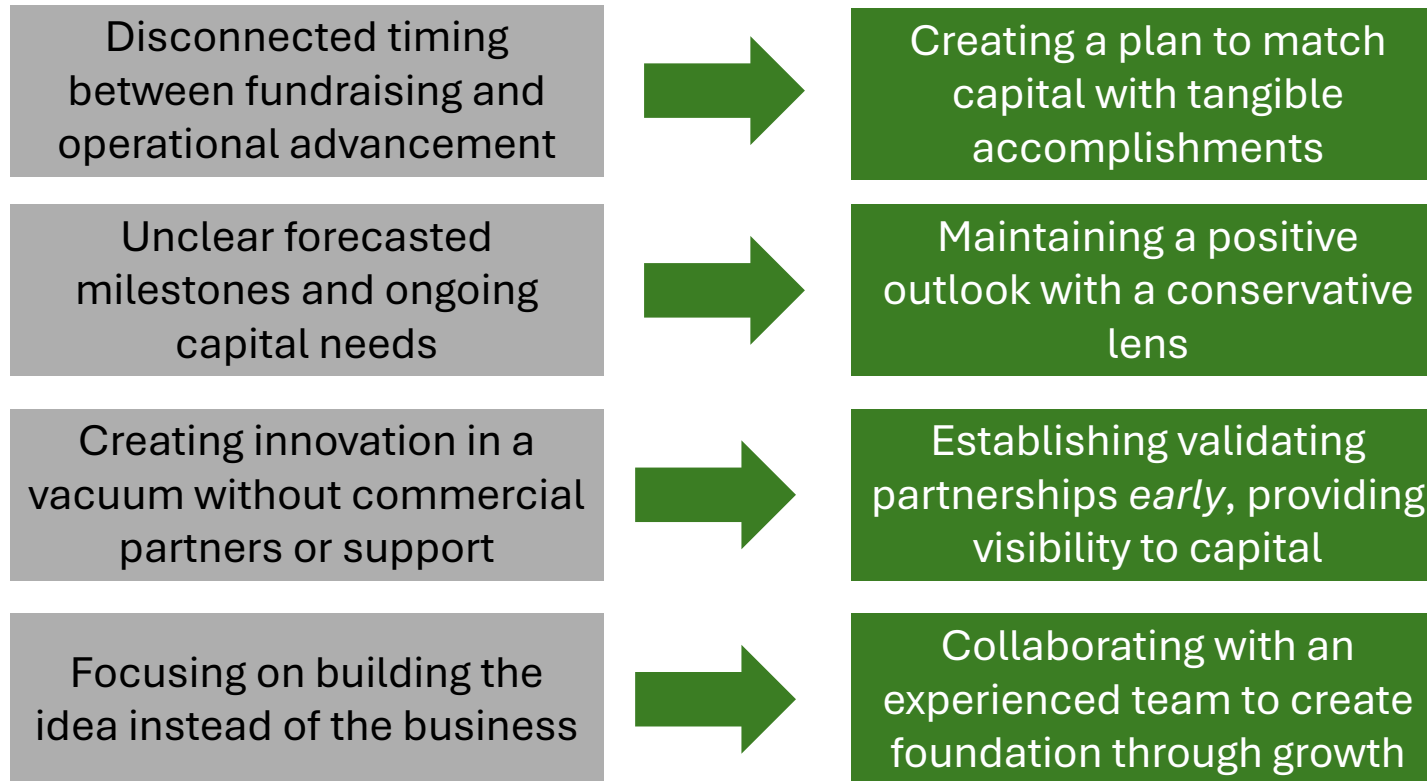 Disconnected timing
between fundraising and
operational advancement
Creating a plan to match
capital with tangible
accomplishments
Unclear forecasted
milestones and ongoing
capital needs
Maintaining a positive
outlook with a conservative
lens
Creating innovation in a
vacuum without commercial
partners or support
Establishing validating
partnerships early, providing
visibility to capital
Focusing on building the
idea instead of the business
Collaborating with an
experienced team to create
foundation through growth